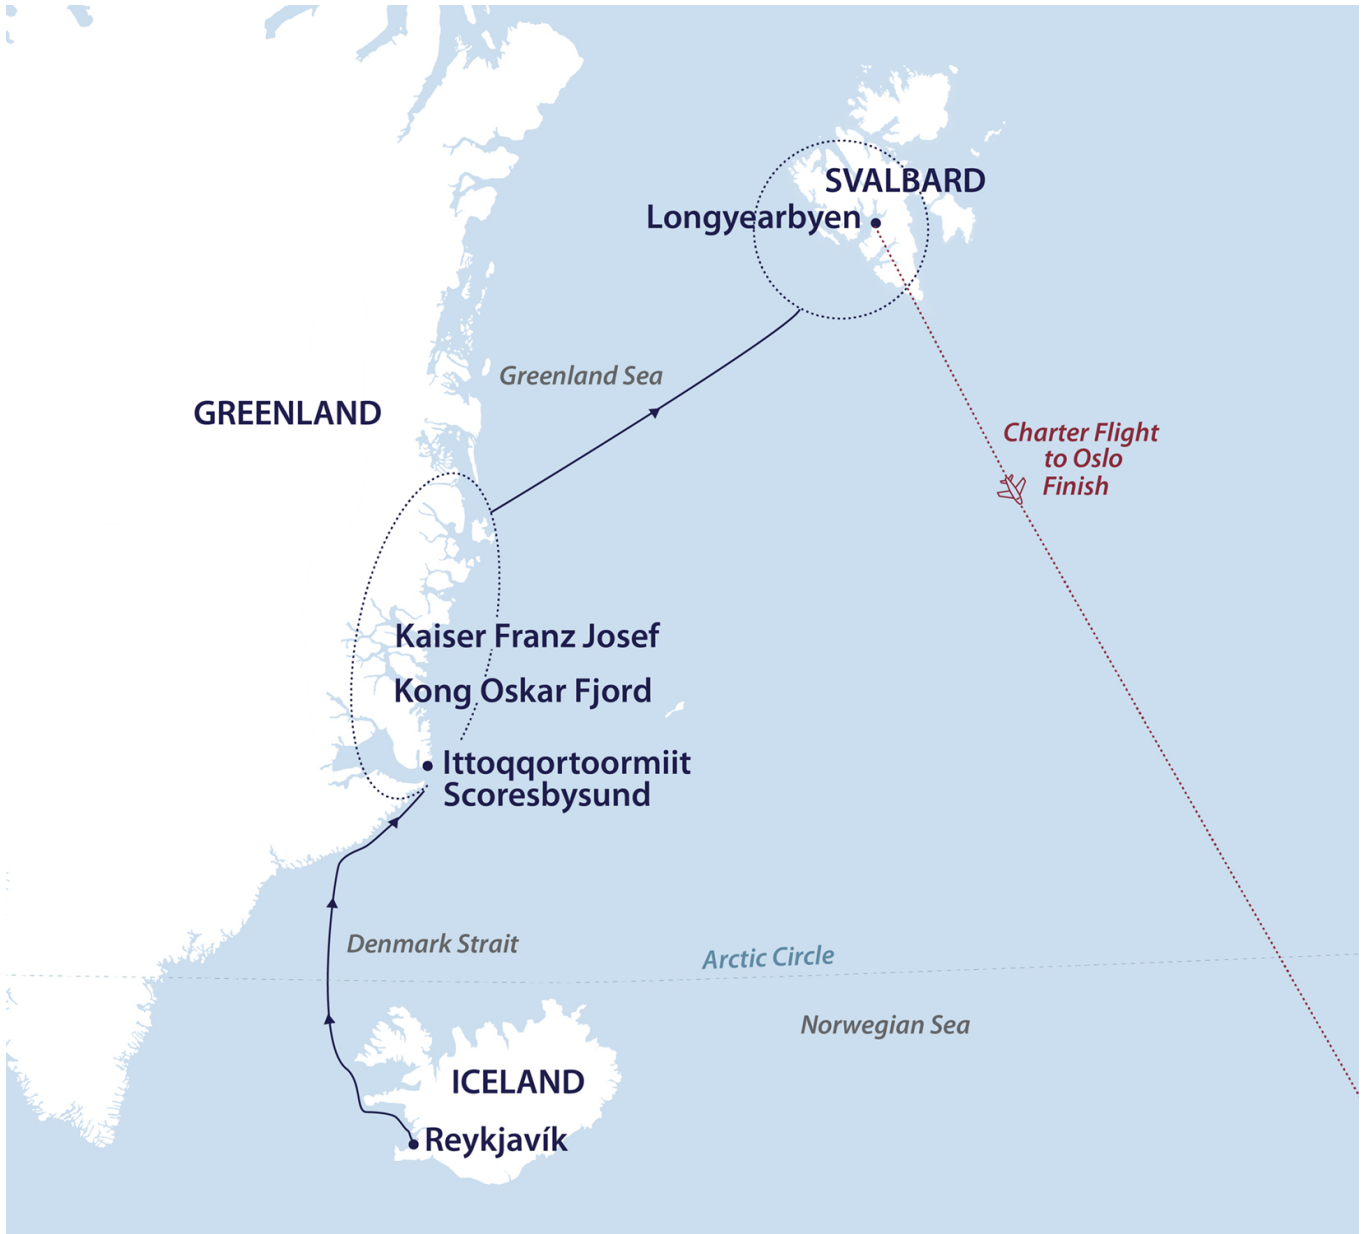 SVALBARD
Longyearbyen
Greenland Sea
GREENLAND
Charter Flight
to Oslo
Finish
Kaiser Franz Josef
Kong Oskar Fjord
Ittoqqortoormiit
Scoresbysund
Denmark Strait
Arctic Circle
Norwegian Sea
ICELAND
Reykjavík